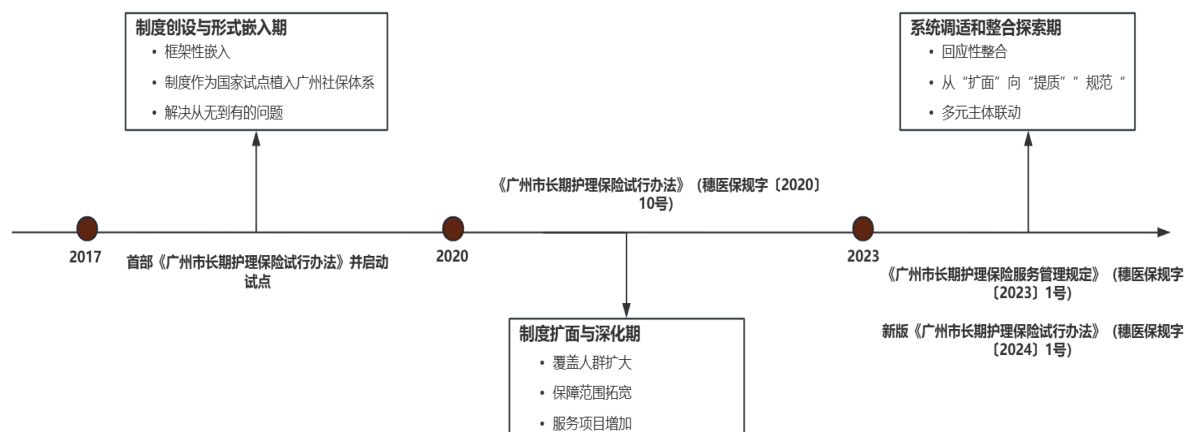 制度创设与形式嵌入期
• 框架性嵌入
• 制度作为国家试点植入广州社保体系
• 解决从无到有的问题
系统调适和整合探索期
• 回应性整合
• 从“扩面”向“提质””规范“
• 多元主体联动
《广州市长期护理保险试行办法》（穗医保规字〔2020〕
10号)
2017
首部《广州市长期护理保险试行办法》并启动
试点
2020
2023
《广州市长期护理保险服务管理规定》（穗医保规字
〔2023〕1号)
新版《广州市长期护理保险试行办法》（穗医保规字
〔2024〕1号)
制度扩面与深化期
• 覆盖人群扩大
• 保障范围拓宽
• 服务项目增加